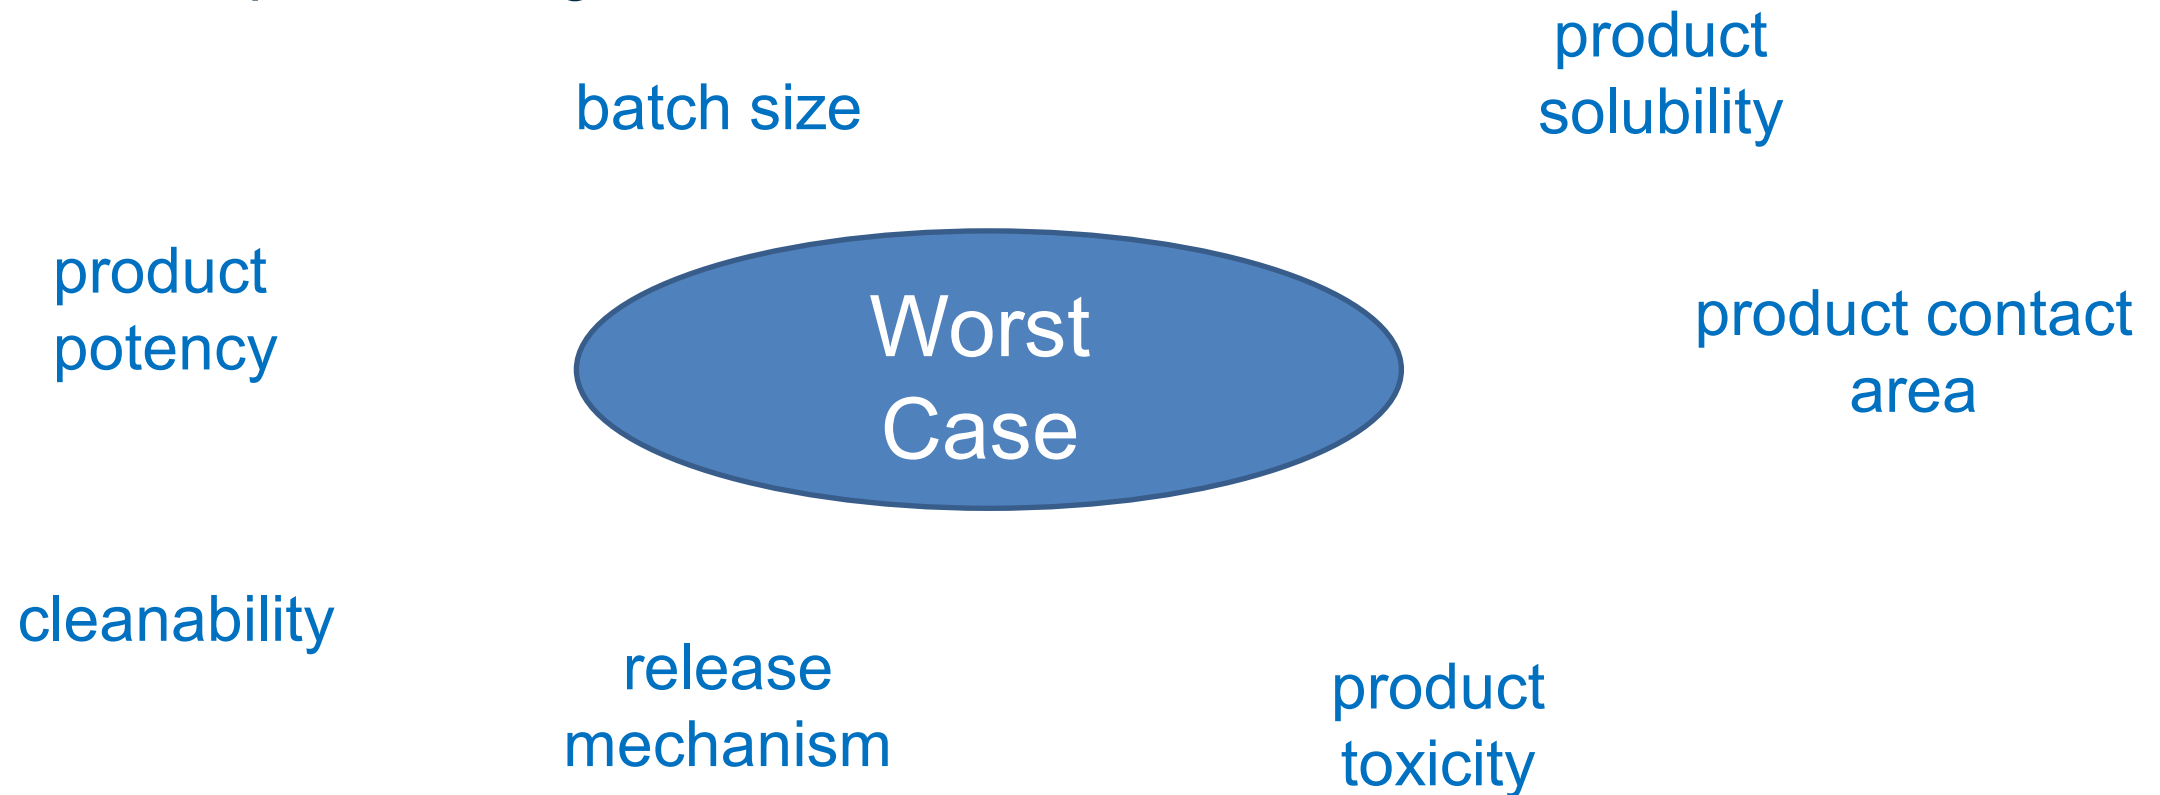 batch size
product
solubility
product
potency
Worst
Case
product contact
area
cleanability
release
mechanism
product
toxicity